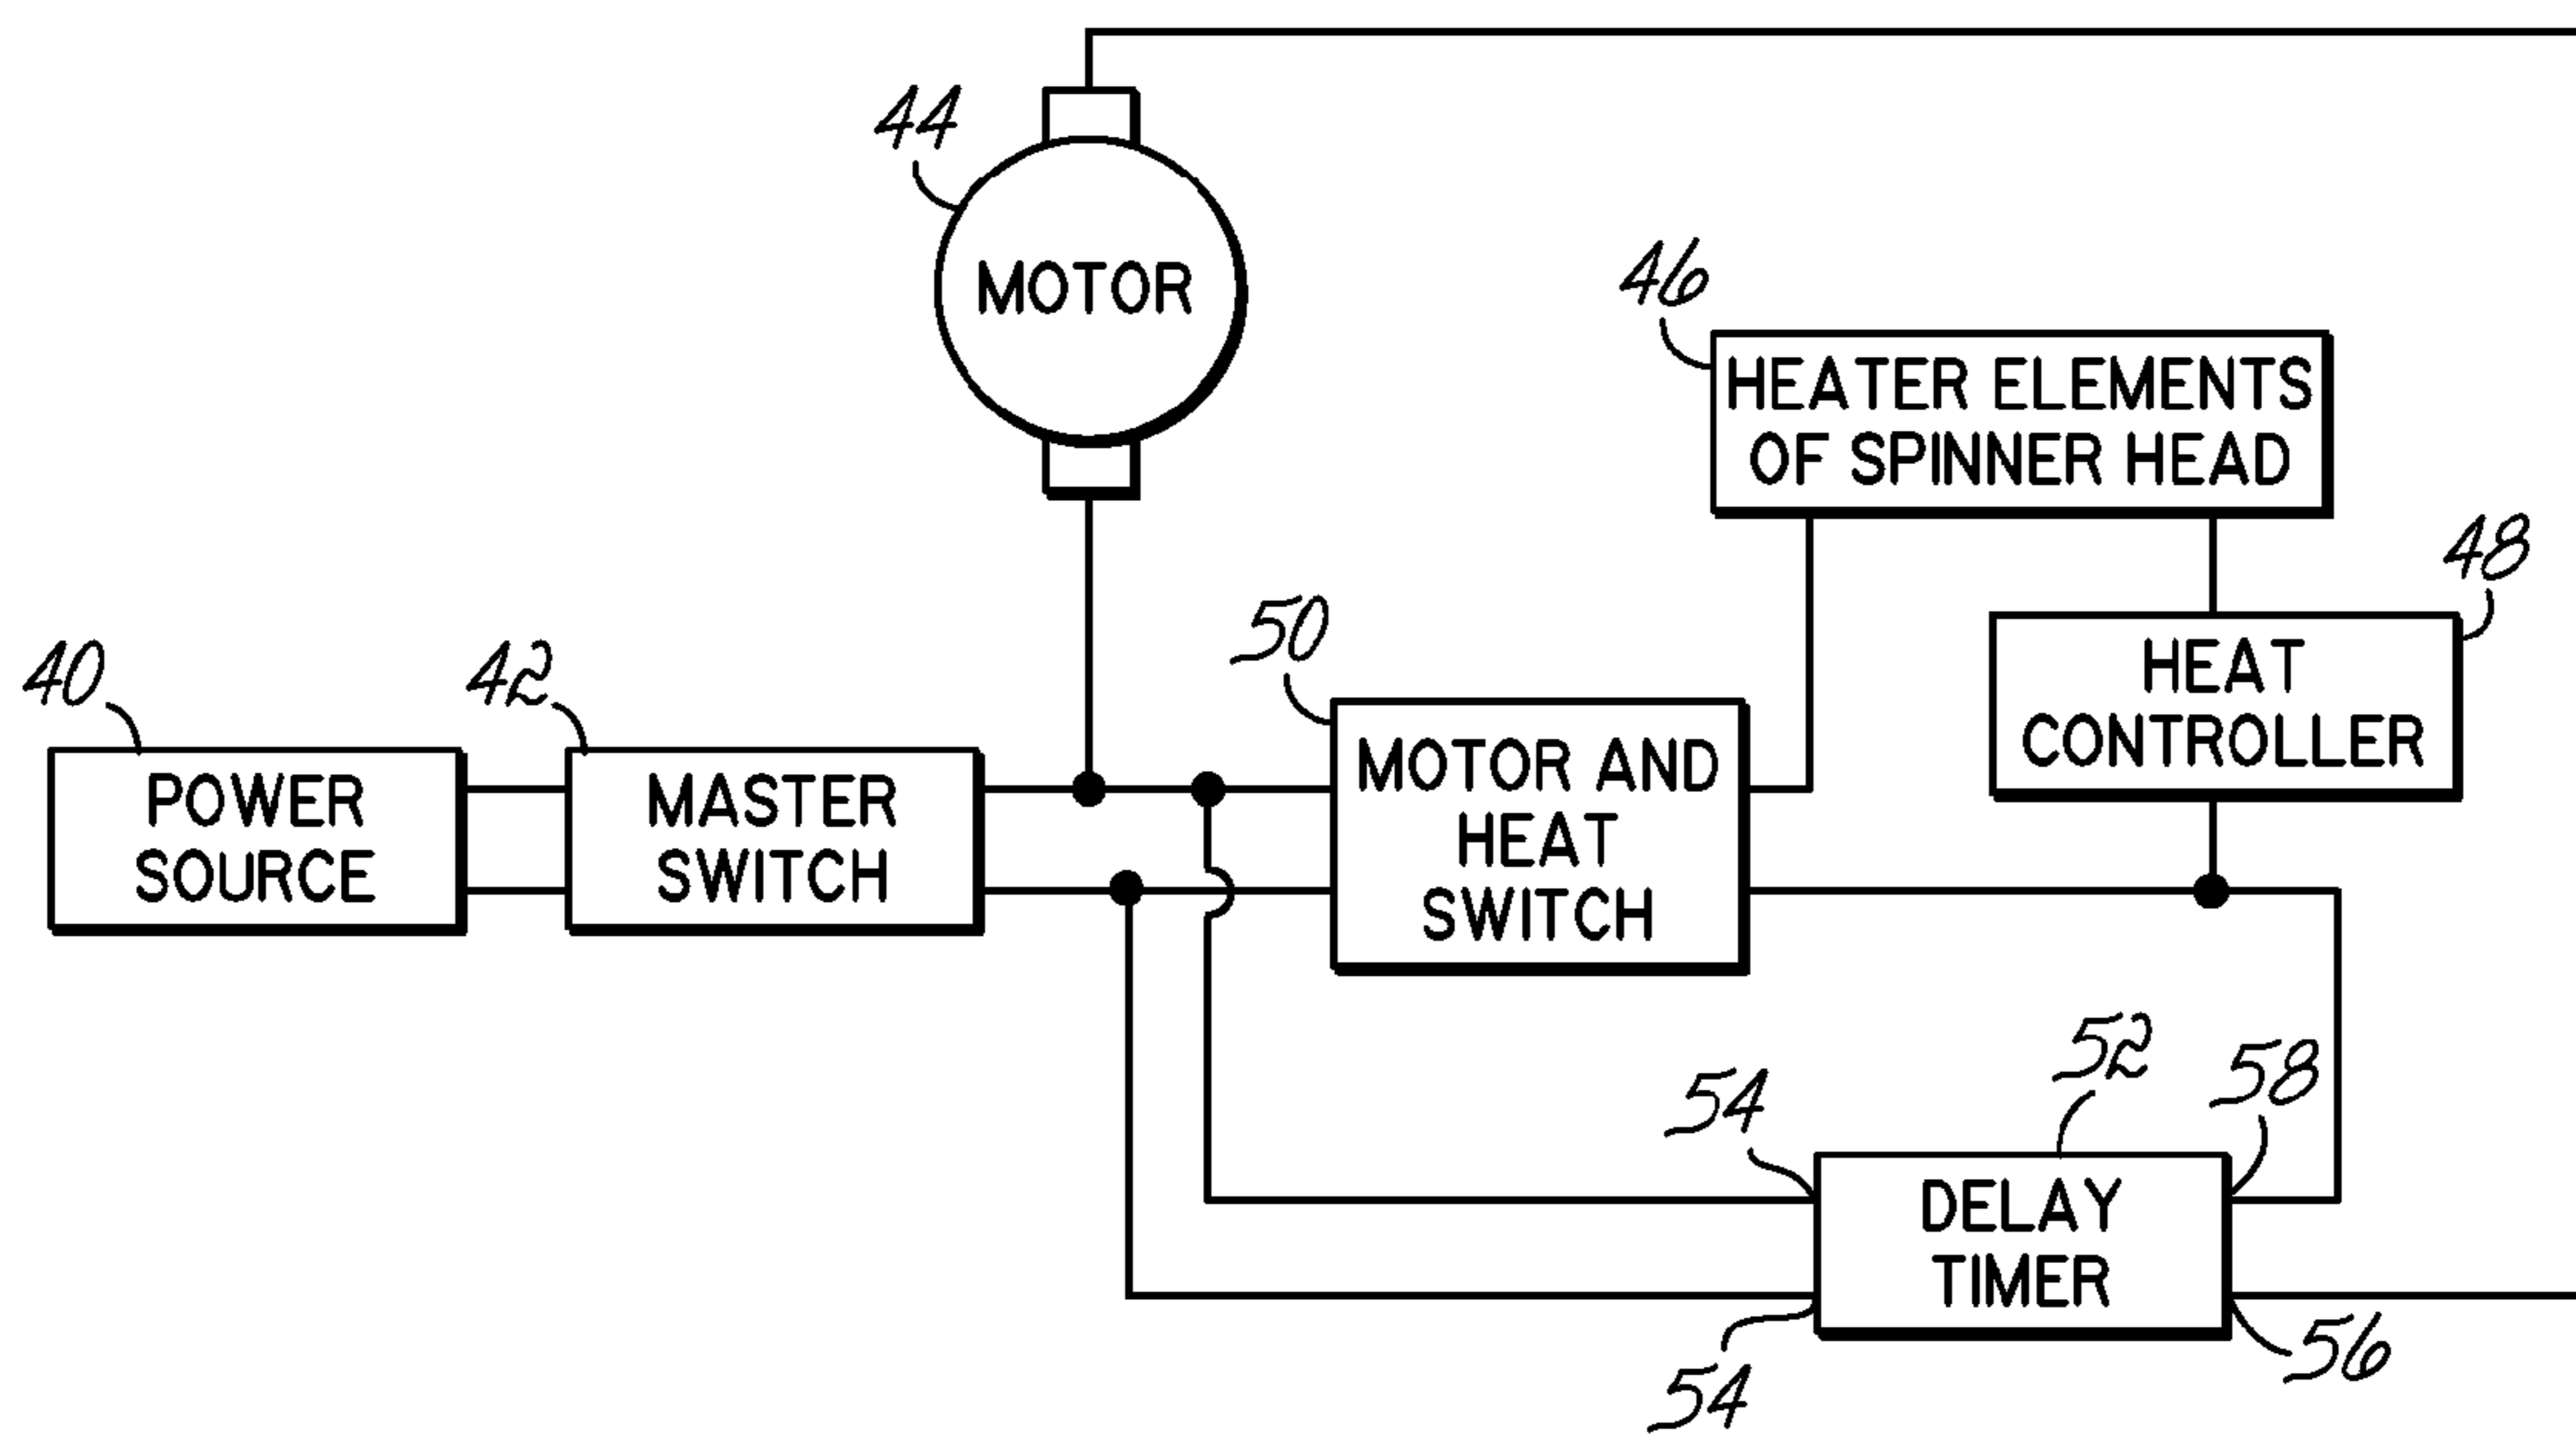 44
MOTOR
46
HEATER ELEMENTS
OF SPINNER HEAD
48
HEAT
CONTROLLER
40
POWER
SOURCE
42
MASTER
SWITCH
50
MOTOR AND
HEAT
SWITCH
54
52
58
DELAY
TIMER
54
56